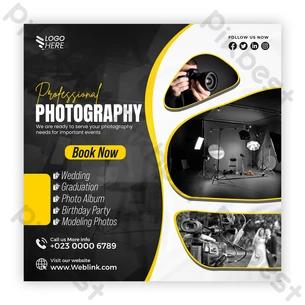 LOGO
HERE
FOLLOW US NOW
Professional
PHOTOGRAPHY
We are ready to serve your photography
needs for important events
Book Now
Wedding
Graduation
Photo Album
Birthday Party
Modeling Photos
Call us More info
+023 0000 6789
Visit our website
www.Weblink.com